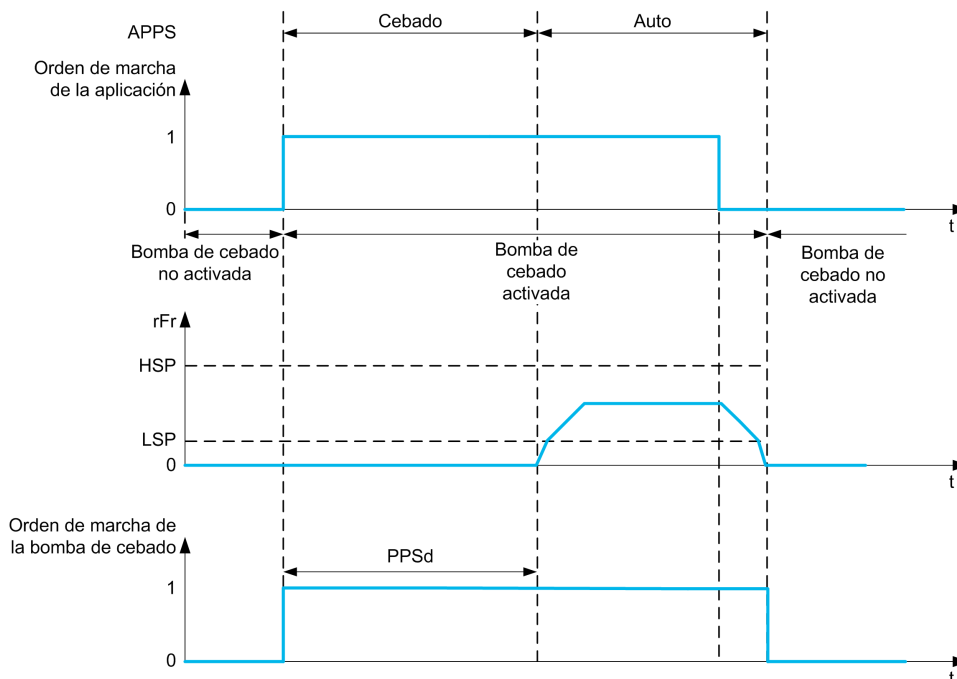 APPS
Cebado
Auto
Orden de marcha
de la aplicación
1
0
t
Bomba de cebado
no activada
Bomba de
cebado
activada
Bomba de
cebado no
activada
rFr
HSP
LSP
0
t
Orden de marcha de
la bomba de cebado
PPSd
1
0
t